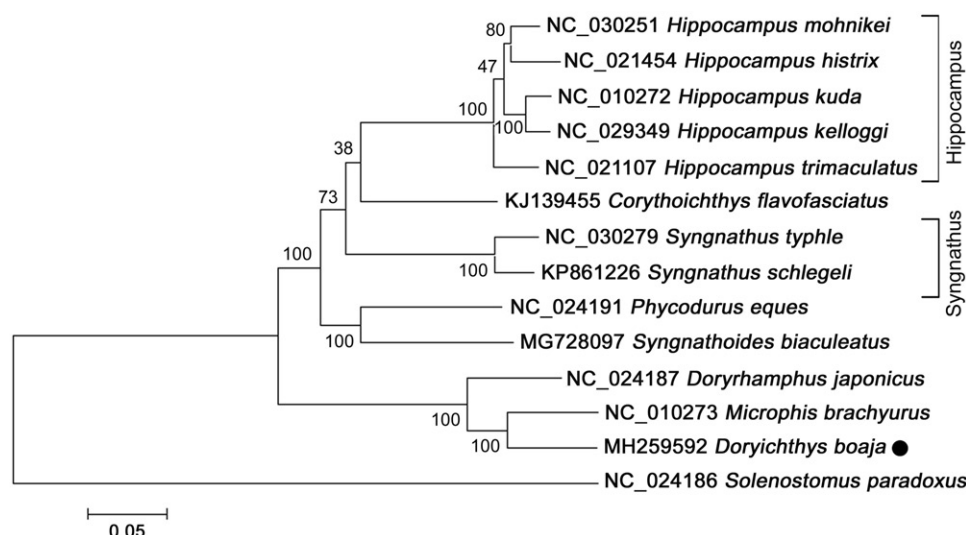 80
NC_030251 Hippocampus mohnikei
47
NC_021454 Hippocampus histrix
100
NC_010272 Hippocampus kuda
100
NC_029349 Hippocampus kelloggi
38
NC_021107 Hippocampus trimaculatus
Hippocampus
73
KJ139455 Corythoichthys flavofasciatus
NC_030279 Syngnathus typhle
100
KP861226 Syngnathus schlegeli
Syngnathus
100
NC_024191 Phycodurus eques
100
MG728097 Syngnathoides biaculeatus
NC_024187 Doryrhamphus japonicus
100
NC_010273 Microphis brachyurus
100
MH259592 Doryichthys boaja
NC_024186 Solenostomus paradoxus
0.05